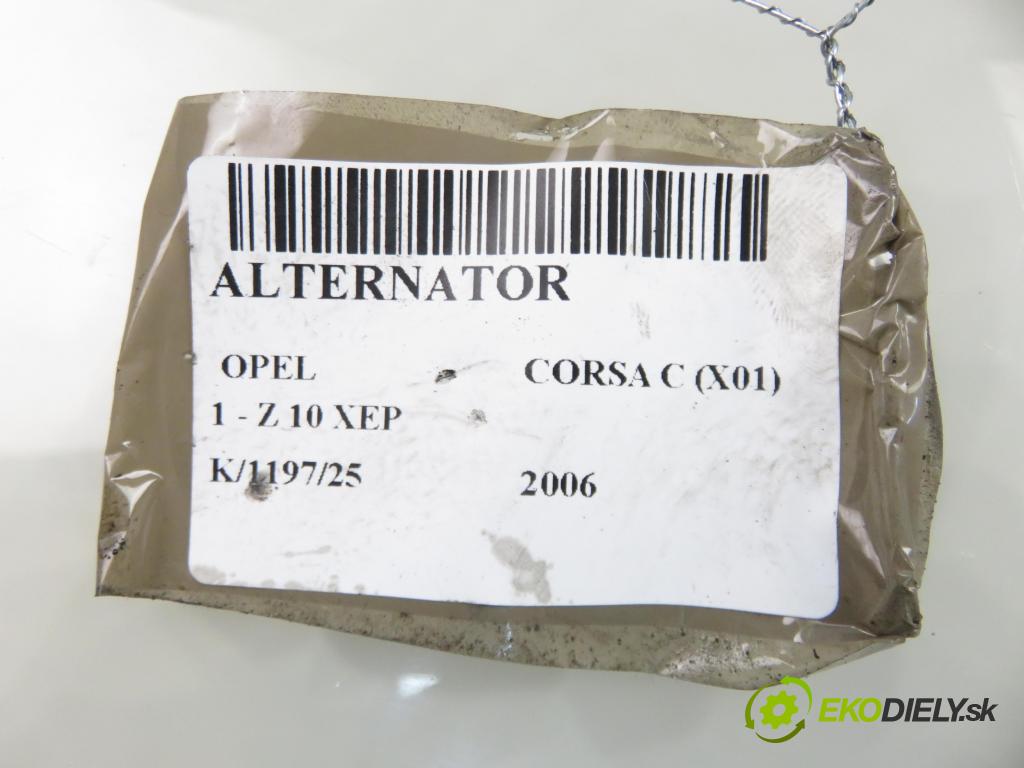 ALTERNATOR
OPEL CORSA C (X01)
1 - Z 10 XEP
K/1197/25 2006
EKODIELY.sk